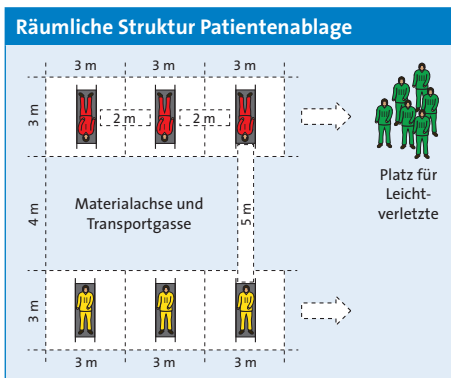 Räumliche Struktur Patientenablage
3 m 3 m 3 m
3 m
2 m 2 m
Platz für
Leicht-
verletzte
4 m
Materialachse und
Transportgasse
5 m
3 m
3 m 3 m 3 m